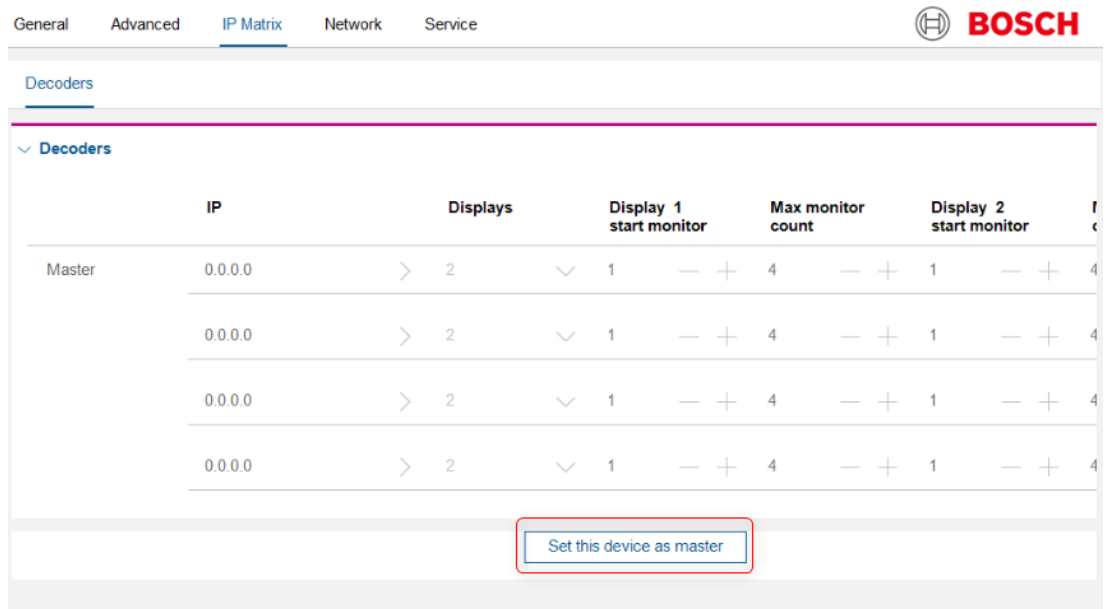 General Advanced IP Matrix Network Service BOSCH
Decoders
Decoders
IP Displays Display 1 Max monitor Display 2
start monitor count start monitor
Master 0.0.0.0 2 1 4 1 4
0.0.0.0 2 1 4 1 4
0.0.0.0 2 1 4 1 4
0.0.0.0 2 1 4 1 4
Set this device as master